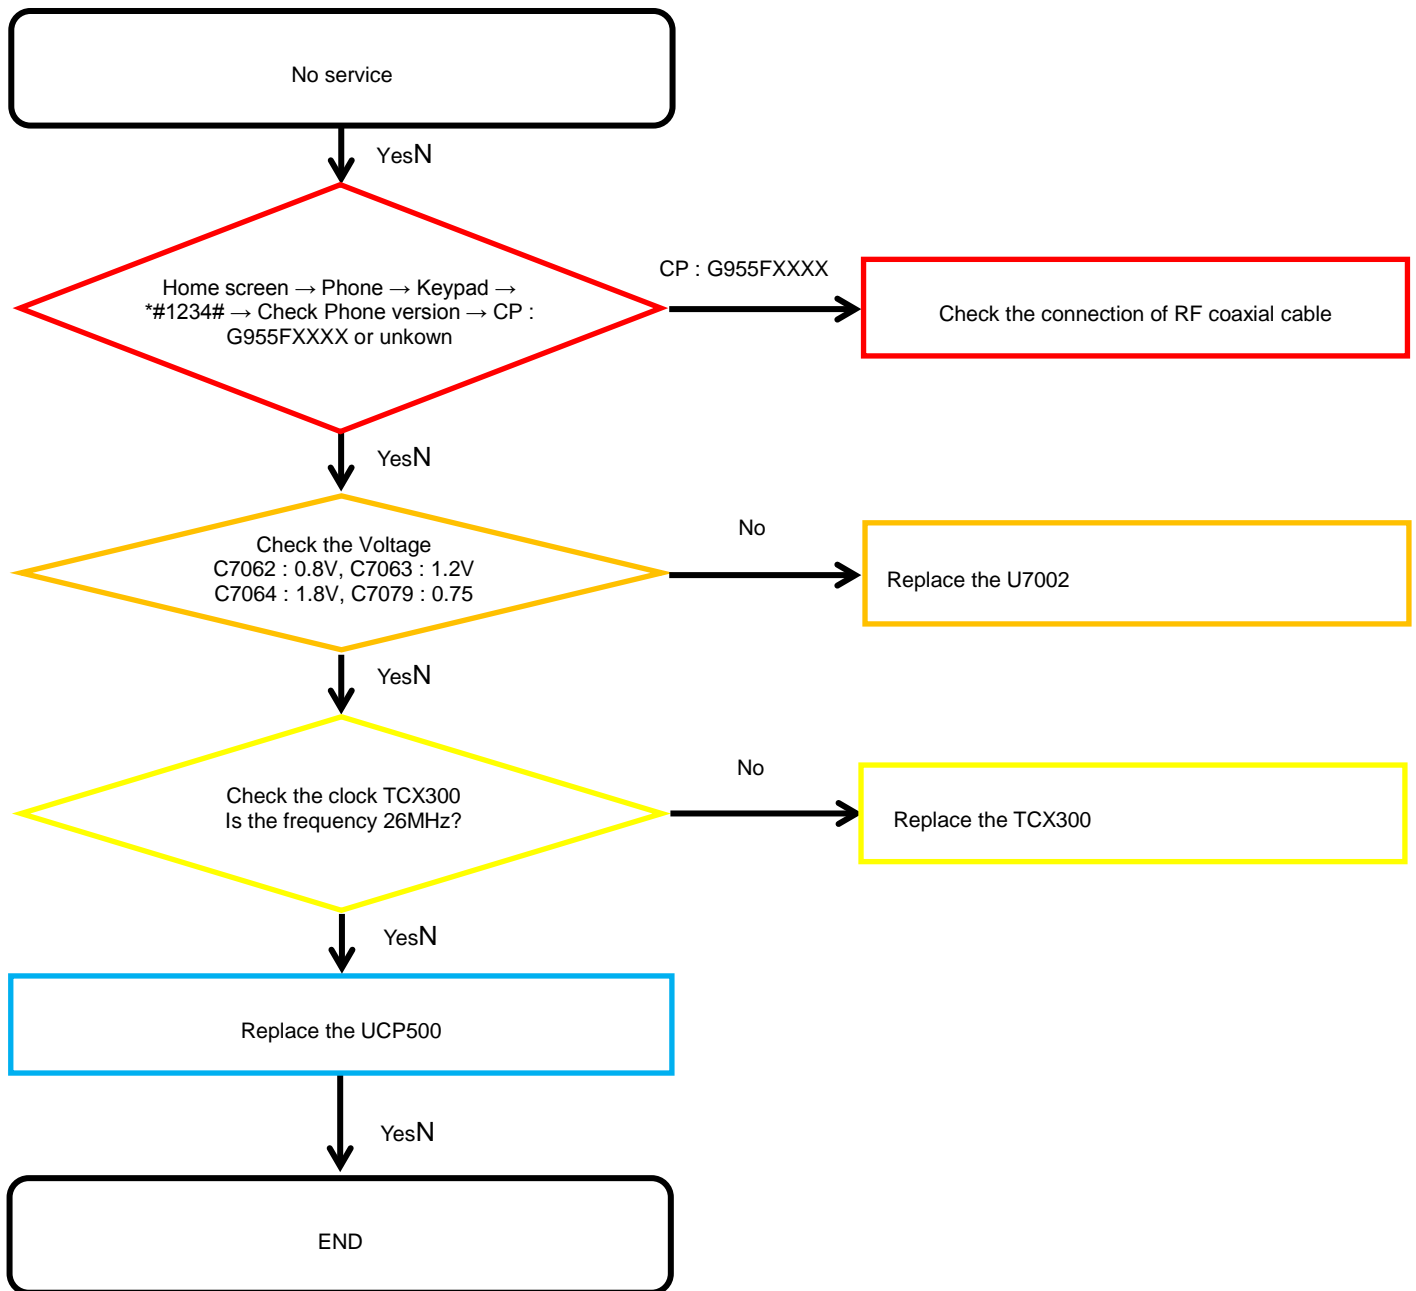 No service
YesN
Home screen → Phone → Keypad →
*#1234# → Check Phone version → CP :
G955FXXXX or unkown
CP : G955FXXXX
Check the connection of RF coaxial cable
YesN
Check the Voltage
C7062 : 0.8V, C7063 : 1.2V
C7064 : 1.8V, C7079 : 0.75
No
Replace the U7002
YesN
Check the clock TCX300
Is the frequency 26MHz?
No
Replace the TCX300
YesN
Replace the UCP500
YesN
END